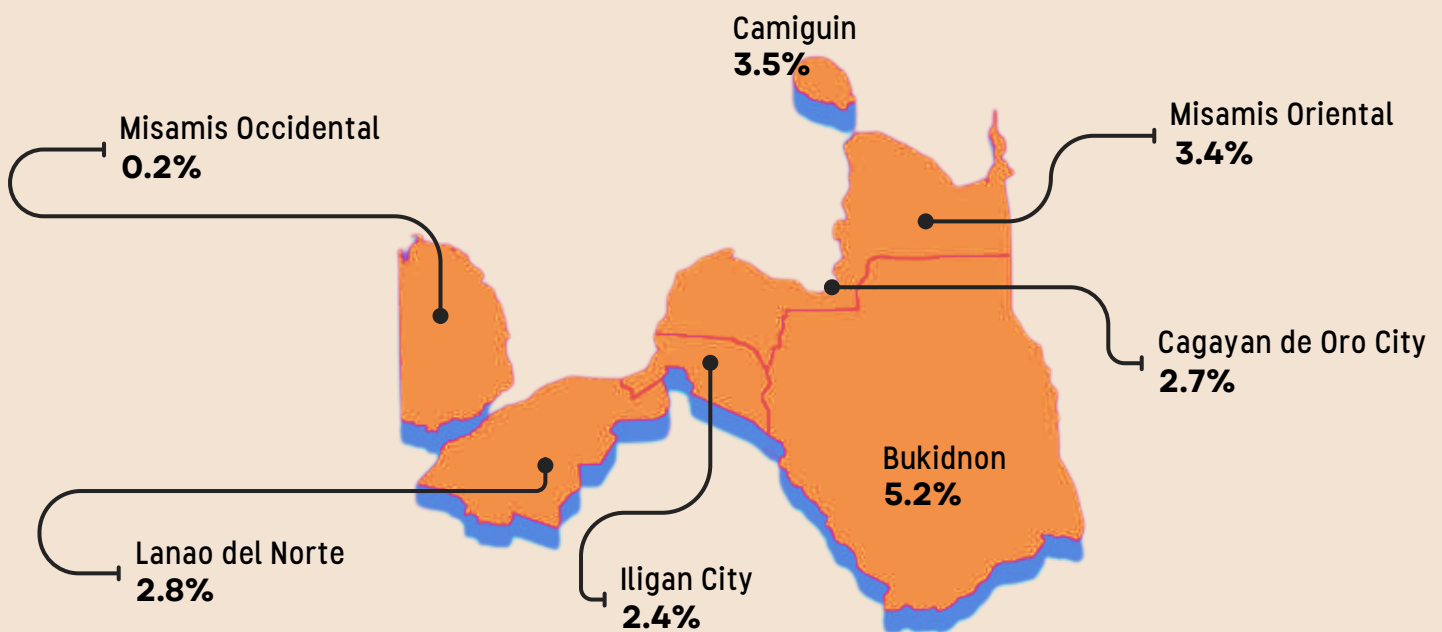 Camiguin
3.5%
Misamis Occidental
0.2%
Misamis Oriental
3.4%
Cagayan de Oro City
2.7%
Bukidnon
5.2%
Lanao del Norte
2.8%
Iligan City
2.4%